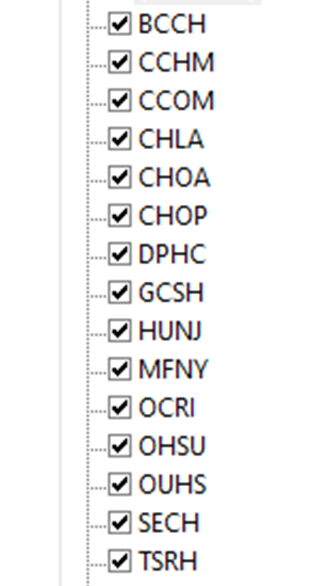 BCCH
CCHM
CCOM
CHLA
CHOA
CHOP
DPHC
GCSH
HUNJ
MFNY
OCRI
OHSU
OUHS
SECH
TSRH